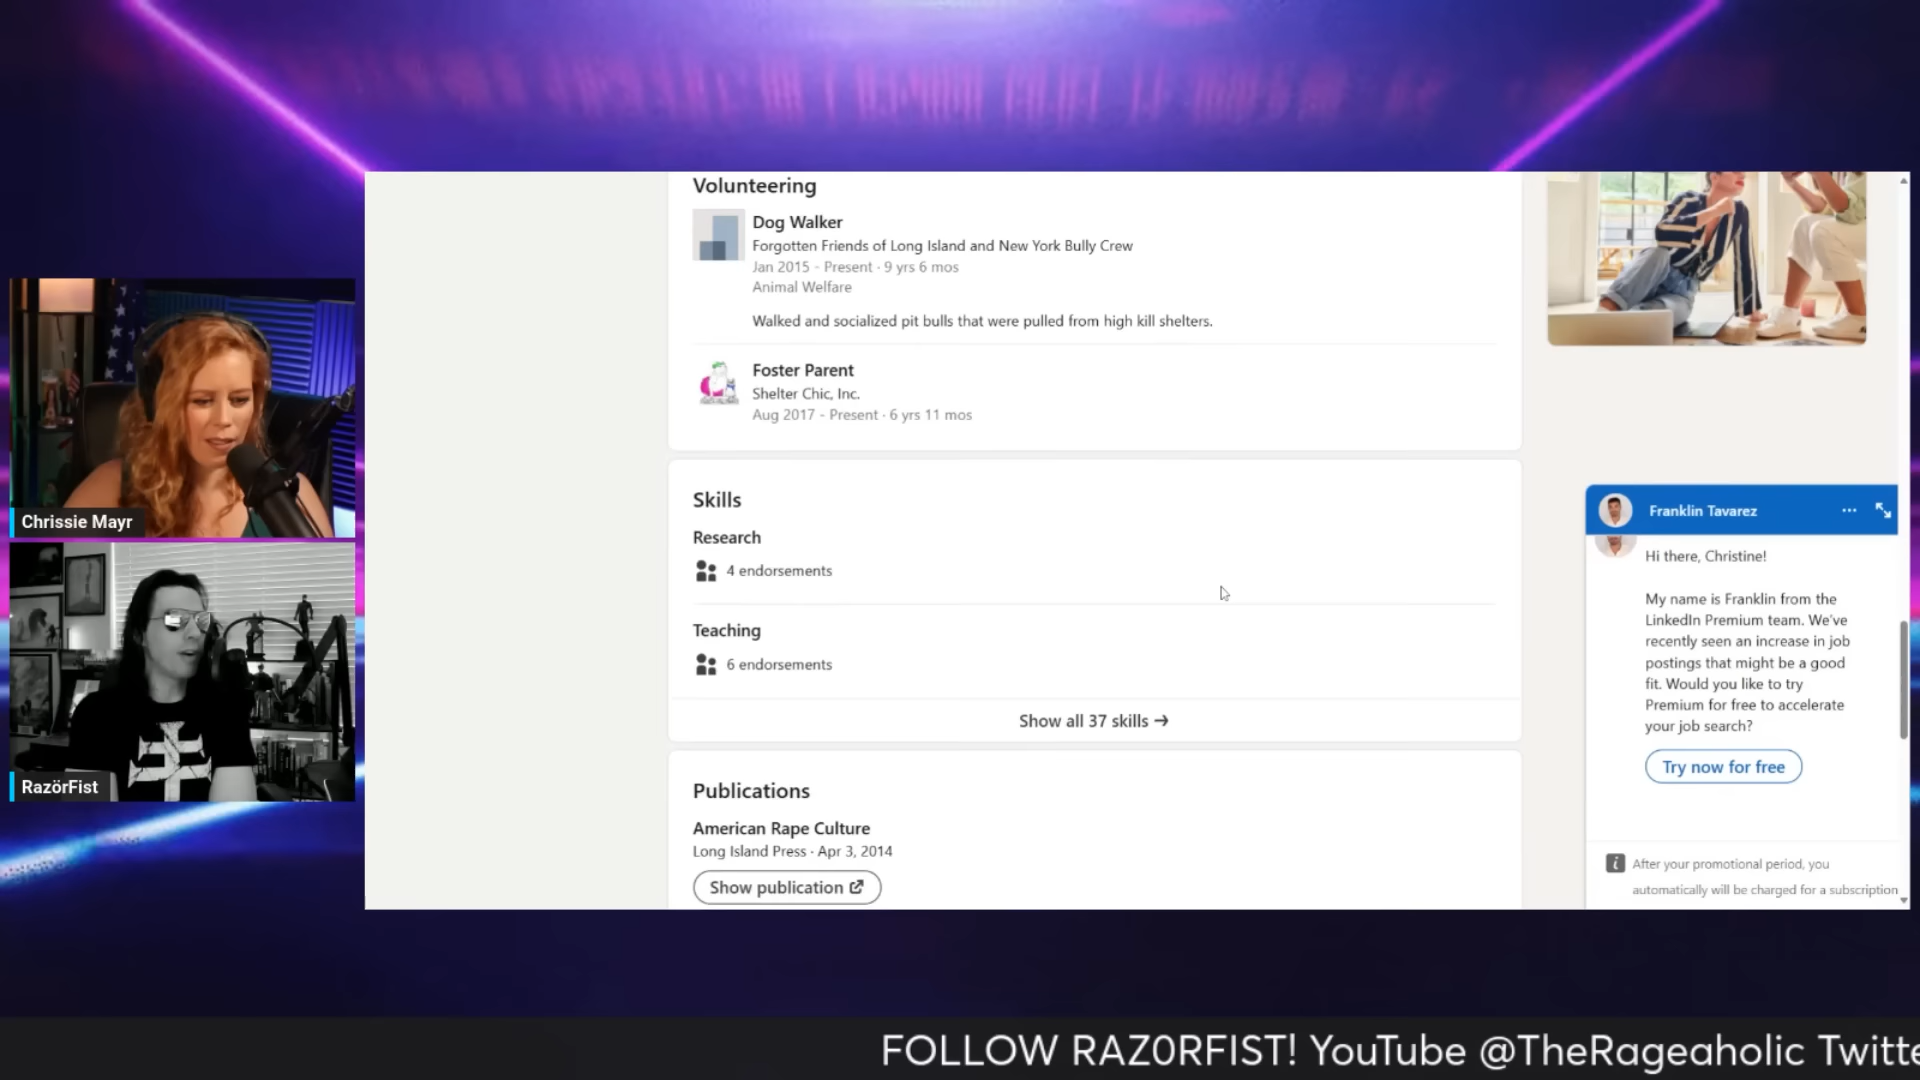 Volunteering
Dog Walker
Forgotten Friends of Long Island and New York Bully Crew
Jan 2015 - Present · 9 yrs 6 mos
Animal Welfare
Walked and socialized pit bulls that were pulled from high kill shelters.
Foster Parent
Shelter Chic, Inc.
Aug 2017 - Present · 6 yrs 11 mos
Skills
Research
4 endorsements
Teaching
6 endorsements
Show all 37 skills →
Publications
American Rape Culture
Long Island Press · Apr 3, 2014
Show publication
Franklin Tavarez
Hi there, Christine!
My name is Franklin from the
LinkedIn Premium team. We've
recently seen an increase in job
postings that might be a good
fit. Would you like to try
Premium for free to accelerate
your job search?
Try now for free
After your promotional period, you
automatically will be charged for a subscription
Chrissie Mayr
RazörFist
FOLLOW RAZ0RFIST! YouTube @TheRageaholic Twitte